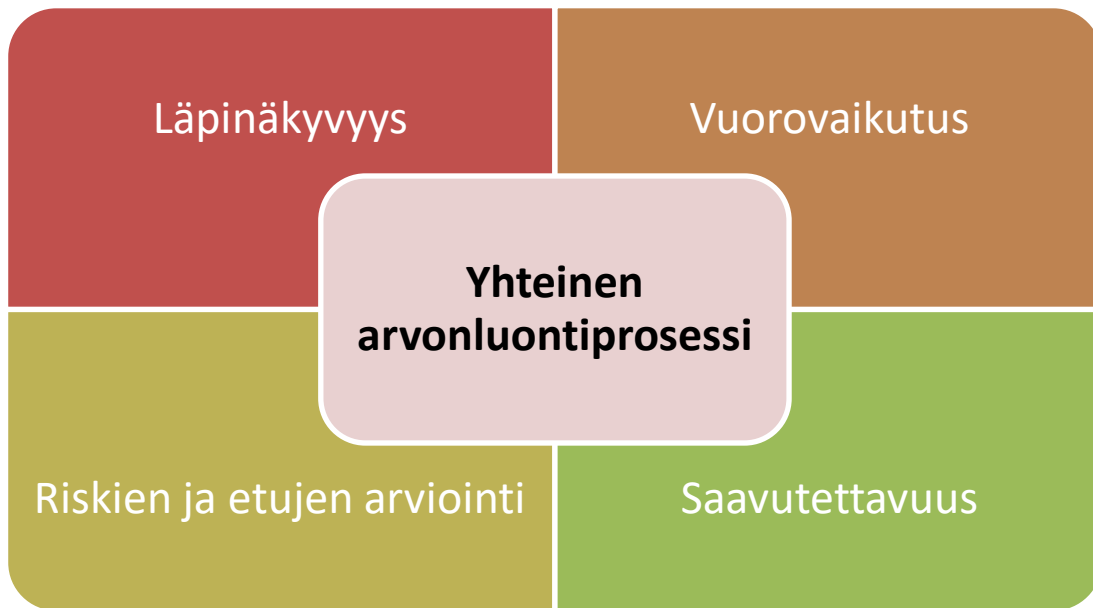 Läpinäkyvyys
Vuorovaikutus
Yhteinen
arvonluontiprosessi
Riskien ja etujen arviointi
Saavutettavuus